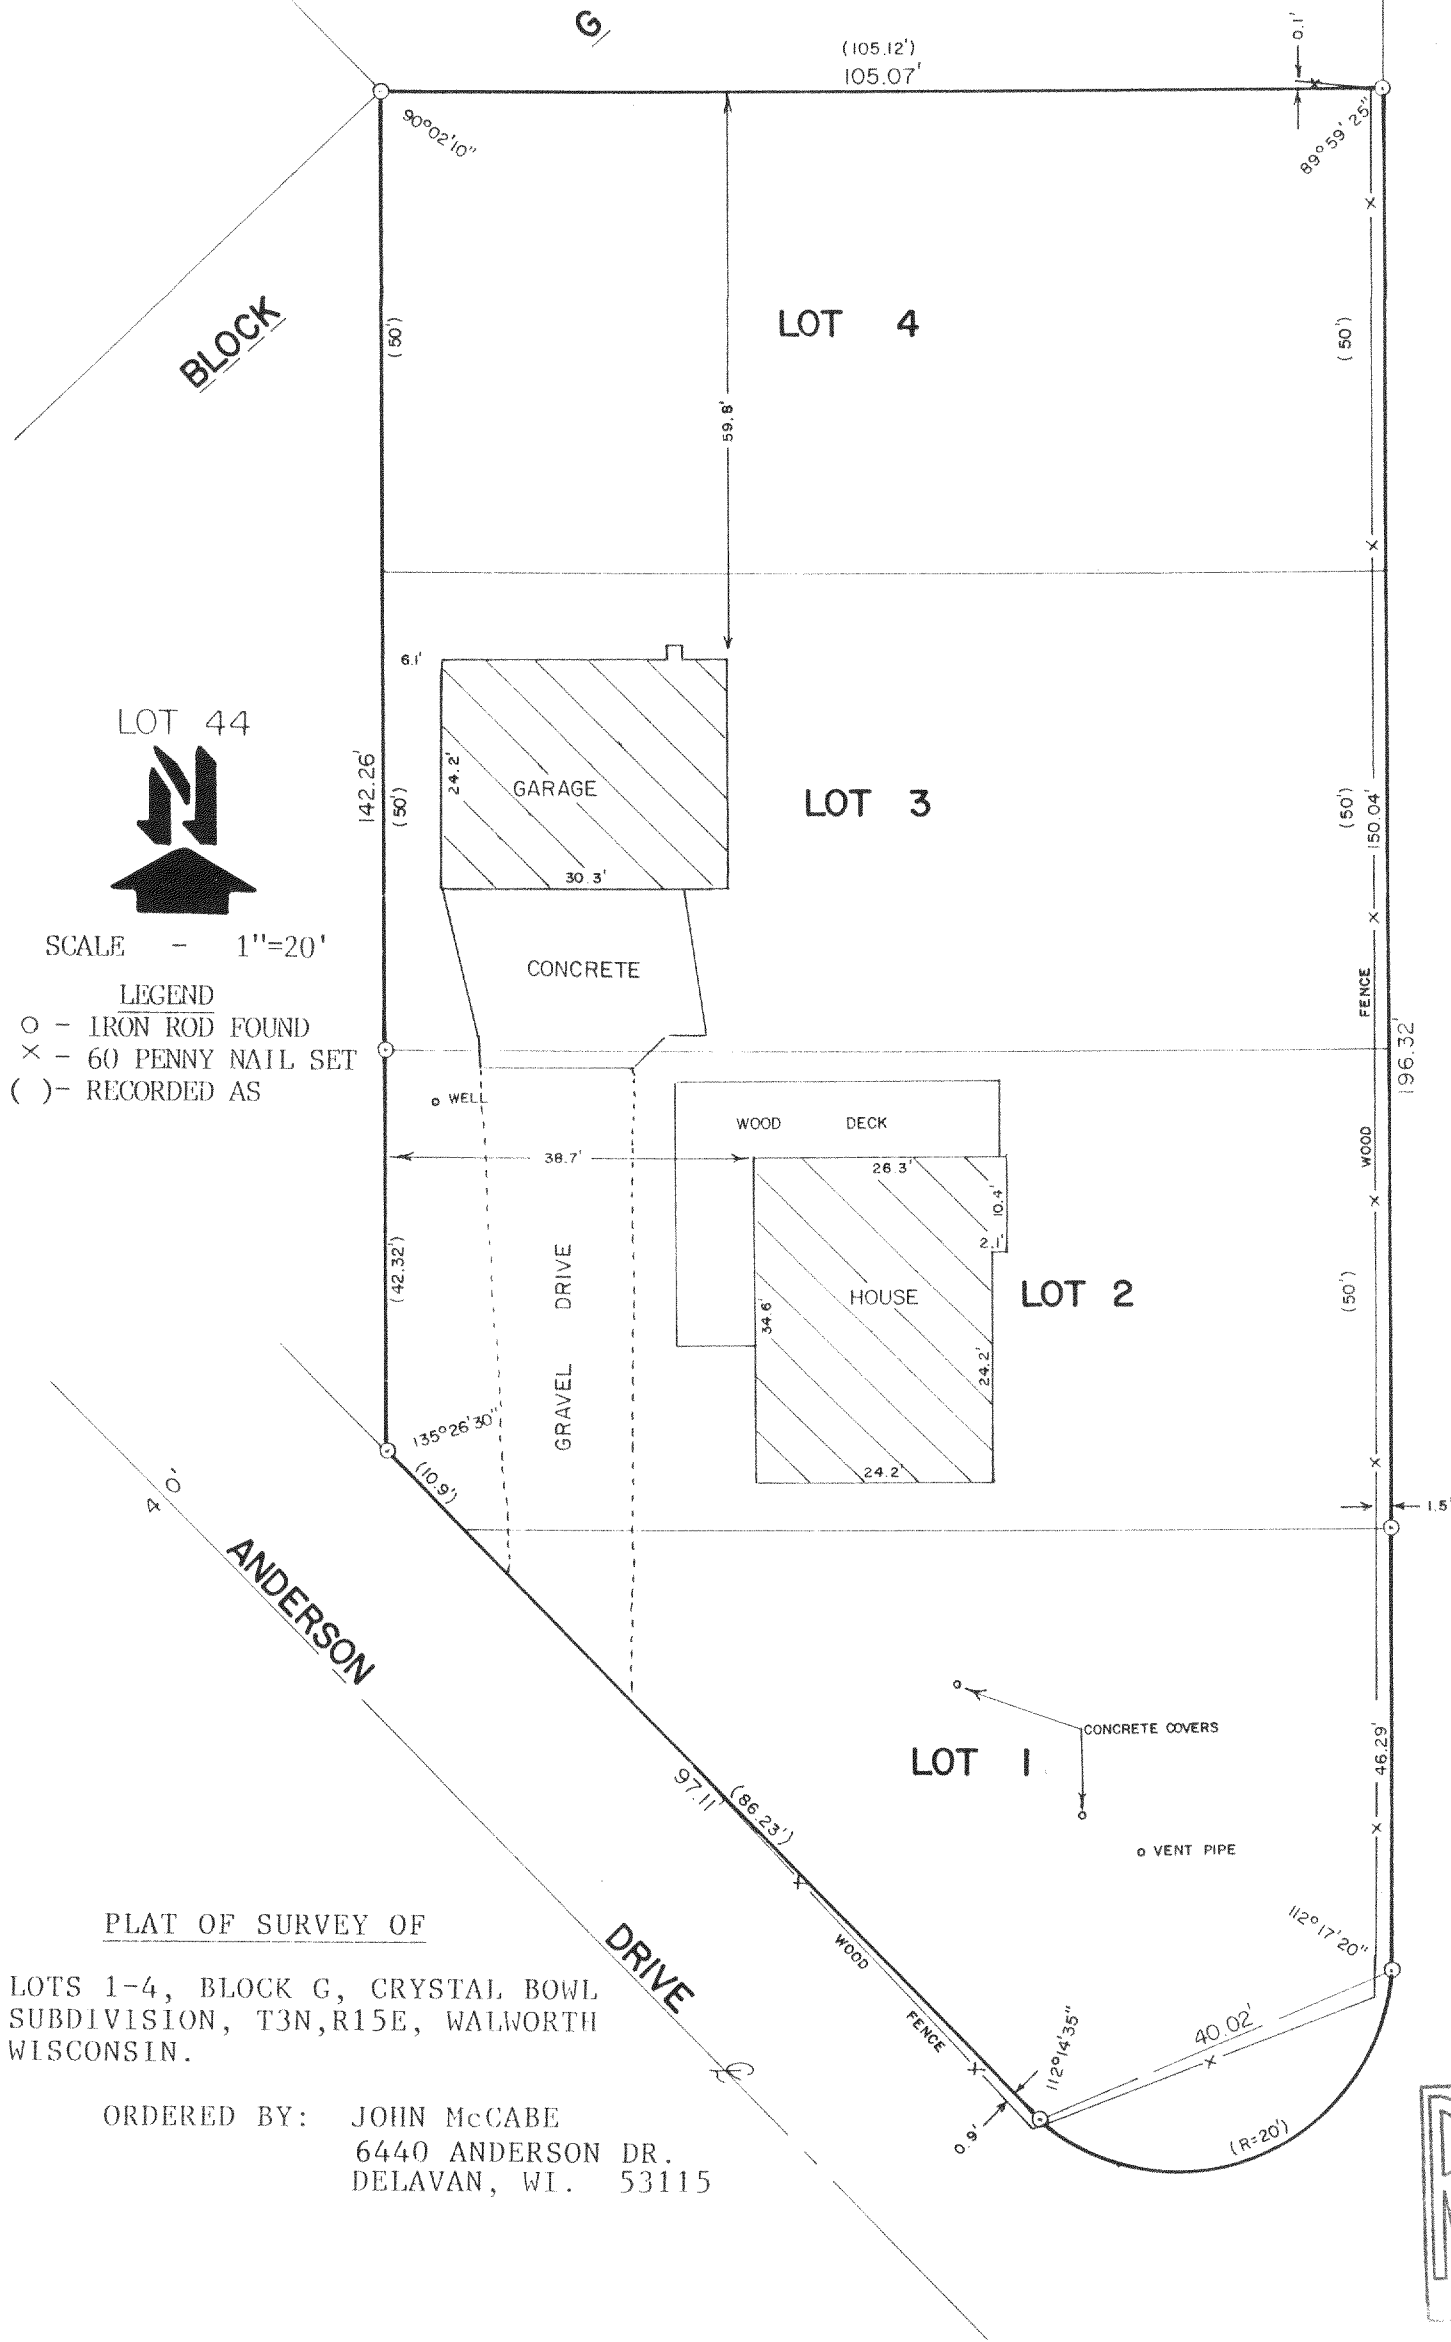 G
(105.12')
105.07'
0.1'
90°02'10"
89°59'25"
BLOCK
(50')
LOT 4
(50')
59.8'
6.1'
LOT 44
N
142.26'
(50')
24.2'
GARAGE
30.3'
LOT 3
(50')
150.04'
SCALE - 1"=20'
CONCRETE
FENCE
LEGEND
O - IRON ROD FOUND
X - 60 PENNY NAIL SET
( )- RECORDED AS
196.32'
WELL
WOOD DECK
WOOD
38.7'
26.3'
10.4'
2.1'
(42.32')
GRAVEL DRIVE
HOUSE
LOT 2
(50')
34.6'
24.2'
24.2'
135°26'30"
(10.9')
40'
1.5'
ANDERSON
CONCRETE COVERS
LOT 1
46.29'
97.11'
(86.23')
VENT PIPE
112°17'20"
WOOD
FENCE
DRIVE
112°14'35"
40.02'
0.9'
(R=20')
PLAT OF SURVEY OF
LOTS 1-4, BLOCK G, CRYSTAL BOWL
SUBDIVISION, T3N,R15E, WALWORTH
WISCONSIN.
ORDERED BY: JOHN McCABE
6440 ANDERSON DR.
DELAVAN, WI. 53115